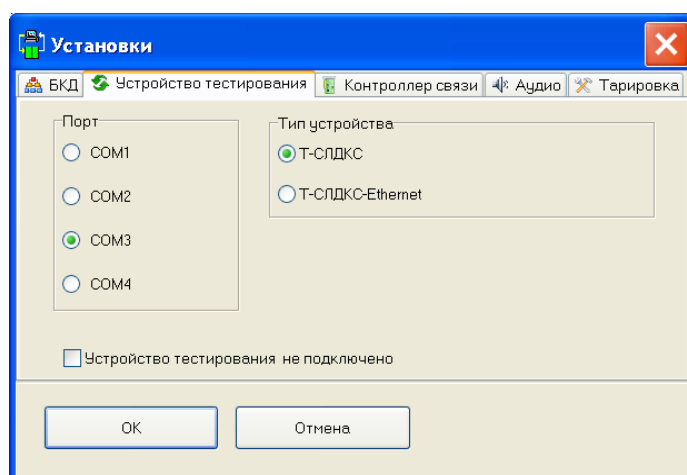 Установки
БКД Устройство тестирования Контроллер связи Аудио Тарировка
Порт
COM1
COM2
COM3
COM4
Тип устройства
Т-СЛДКС
Т-СЛДКС-Ethernet
Устройство тестирования не подключено
OK Отмена